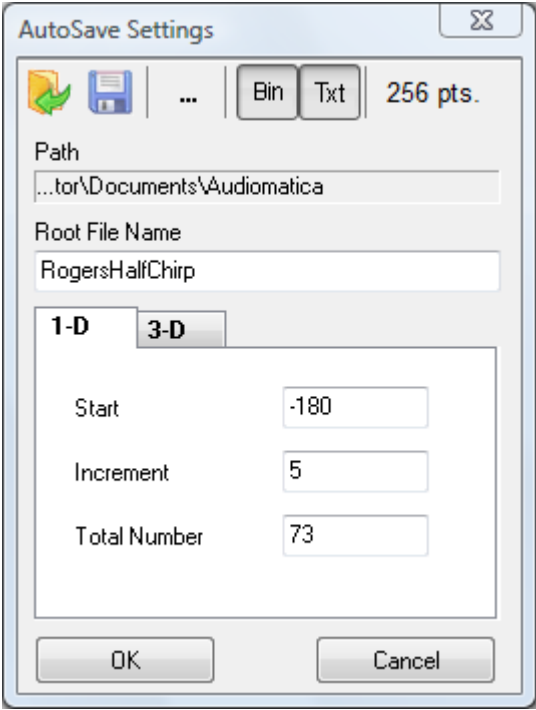 AutoSave Settings
... Bin Txt 256 pts.
Path
...tor\Documents\Audiomatica
Root File Name
RogersHalfChirp
1-D 3-D
Start -180
Increment 5
Total Number 73
OK Cancel